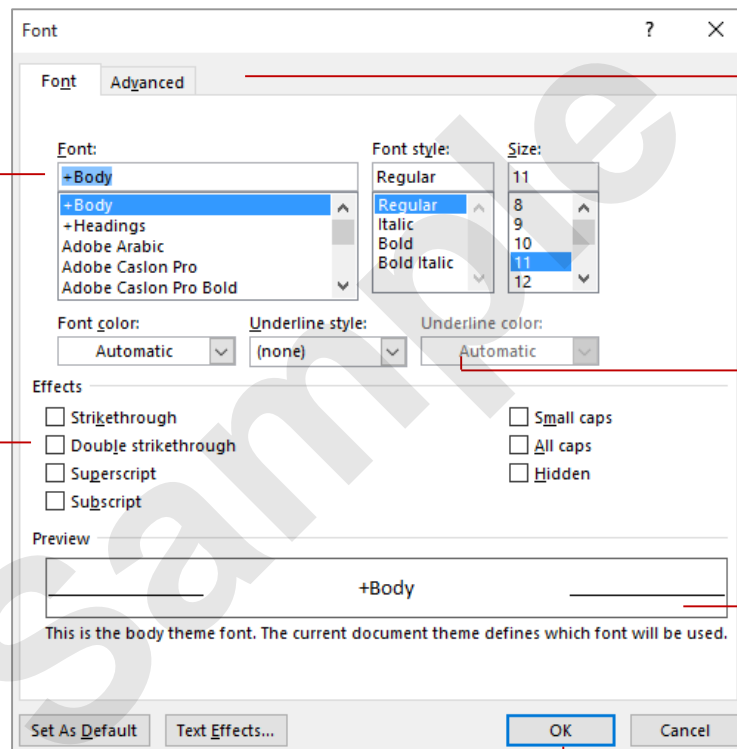 Font ? ×
Font Advanced
Font: Font style: Size:
+Body Regular 11
+Body Regular 8
+Headings Italic 9
Adobe Arabic Bold 10
Adobe Caslon Pro Bold Italic 11
Adobe Caslon Pro Bold 12
Font color: Underline style: Underline color:
Automatic (none) Automatic
Effects
Strikethrough Small caps
Double strikethrough All caps
Superscript Hidden
Subscript
Preview
+Body
This is the body theme font. The current document theme defines which font will be used.
Set As Default Text Effects... OK Cancel
Sample